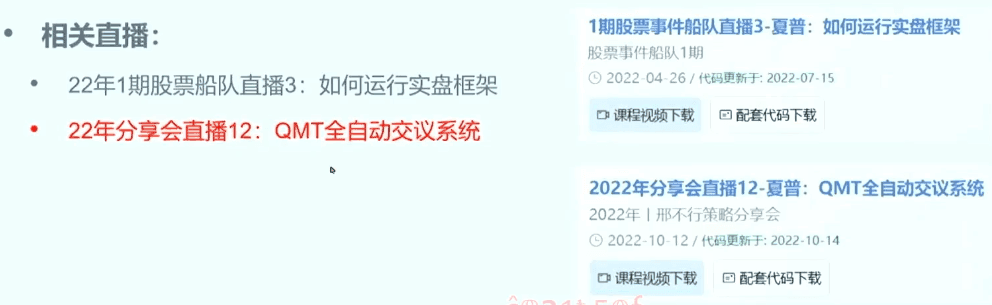 相关直播：
22年1期股票船队直播3：如何运行实盘框架
22年分享会直播12：QMT全自动交议系统
1期股票事件船队直播3-夏普：如何运行实盘框架
股票事件船队1期
2022-04-26 / 代码更新于: 2022-07-15
课程视频下载 配套代码下载
2022年分享会直播12-夏普：QMT全自动交议系统
2022年丨邢不行策略分享会
2022-10-12 / 代码更新于: 2022-10-14
课程视频下载 配套代码下载